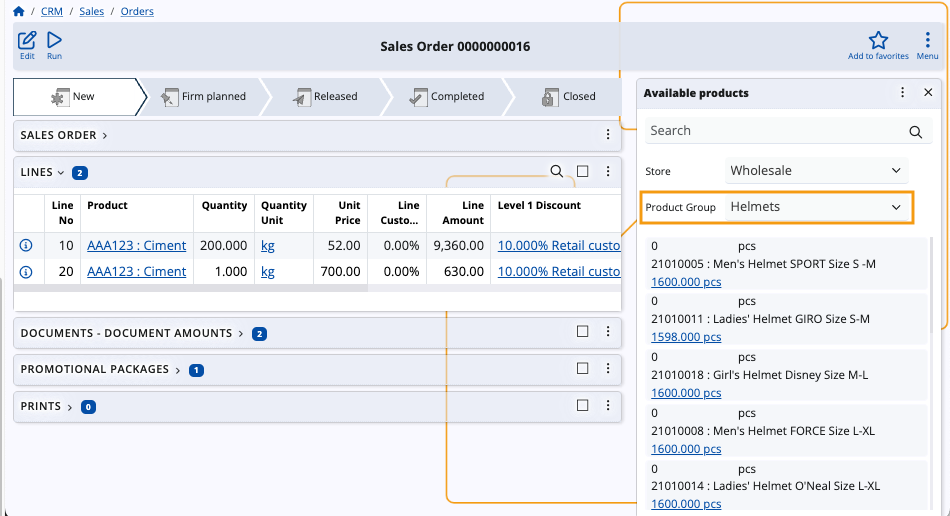 / CRM / Sales / Orders
Edit Run Sales Order 0000000016 Add to favorites Menu
New Firm planned Released Completed Closed
SALES ORDER
LINES 2
Line No Product Quantity Quantity Unit Unit Price Line Custo... Line Amount Level 1 Discount
10 AAA123 : Ciment 200.000 kg 52.00 0.00% 9,360.00 10.000% Retail custo
20 AAA123 : Ciment 1.000 kg 700.00 0.00% 630.00 10.000% Retail custo
DOCUMENTS - DOCUMENT AMOUNTS 2
PROMOTIONAL PACKAGES 1
PRINTS 0
Available products
Search
Store Wholesale
Product Group Helmets
0 pcs
21010005 : Men's Helmet SPORT Size S -M
1600.000 pcs
0 pcs
21010011 : Ladies' Helmet GIRO Size S-M
1598.000 pcs
0 pcs
21010018 : Girl's Helmet Disney Size M-L
1600.000 pcs
0 pcs
21010008 : Men's Helmet FORCE Size L-XL
1600.000 pcs
0 pcs
21010014 : Ladies' Helmet O'Neal Size L-XL
1600.000 pcs